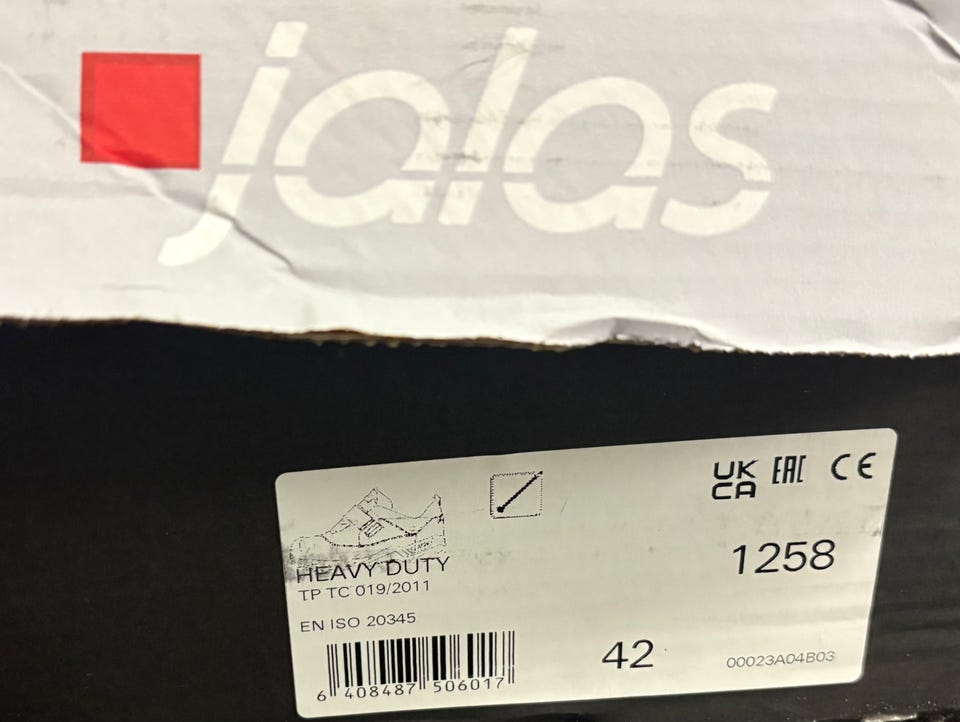 jalas
UK
CA
EAC
CE
HEAVY DUTY
TP TC 019/2011
1258
EN ISO 20345
42
00023A04B03
6 408487 506017